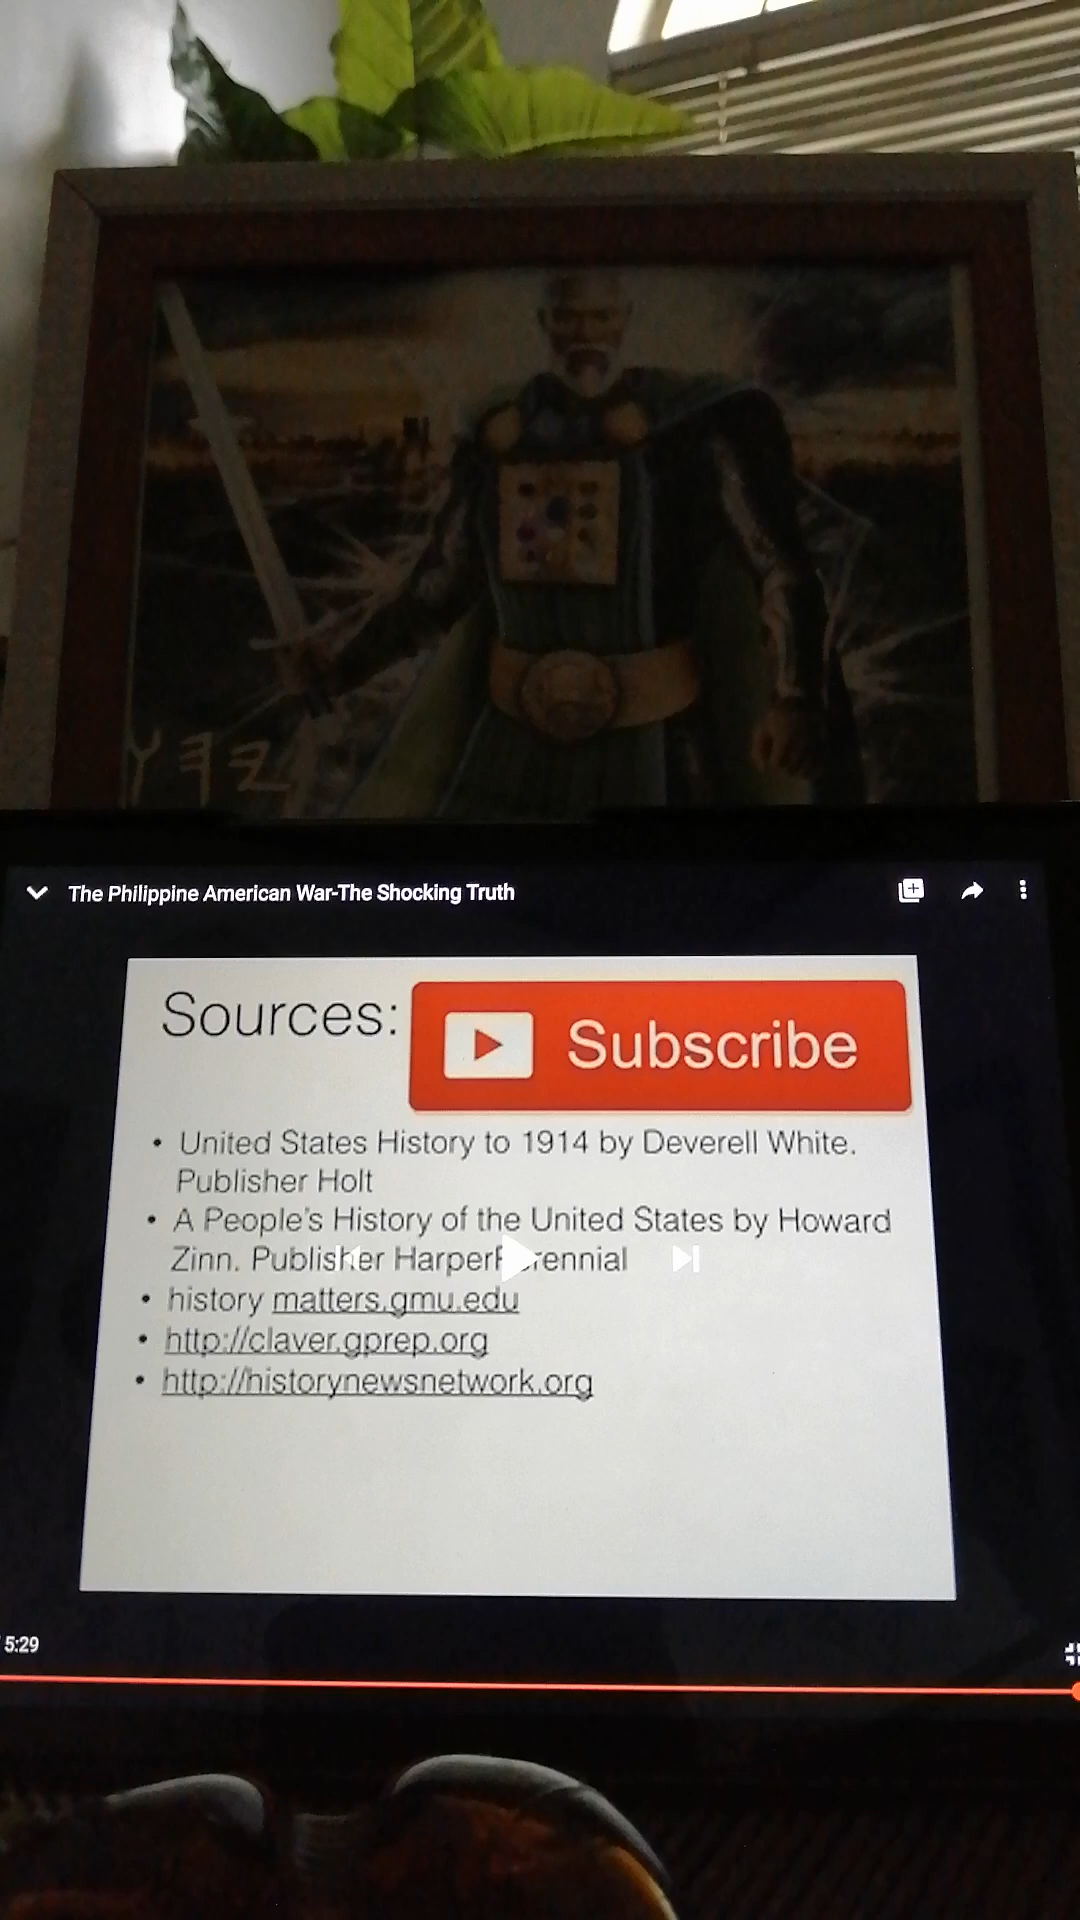 The Philippine American War-The Shocking Truth
Sources:
Subscribe
• United States History to 1914 by Deverell White.
Publisher Holt
• A People's History of the United States by Howard
Zinn. Publisher HarperPerennial
• history matters.gmu.edu
• http://claver.gprep.org
• http://historynewsnetwork.org
5:29